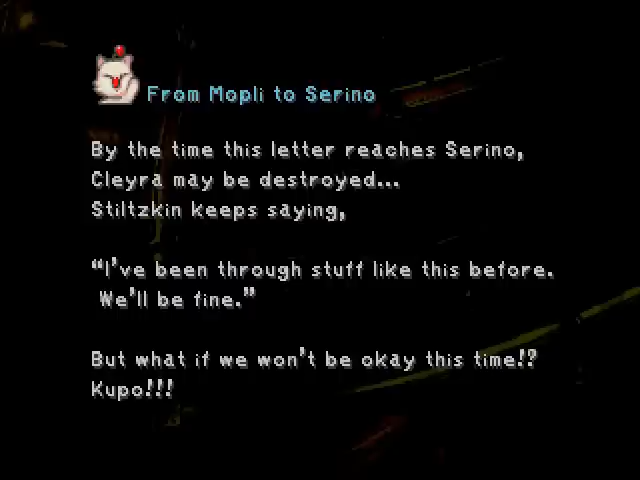 From Mopli to Serino
By the time this letter reaches Serino,
Cleyra may be destroyed...
Stiltzkin keeps saying,
“I've been through stuff like this before.
We'll be fine.”
But what if we won't be okay this time!?
Kupo!!!